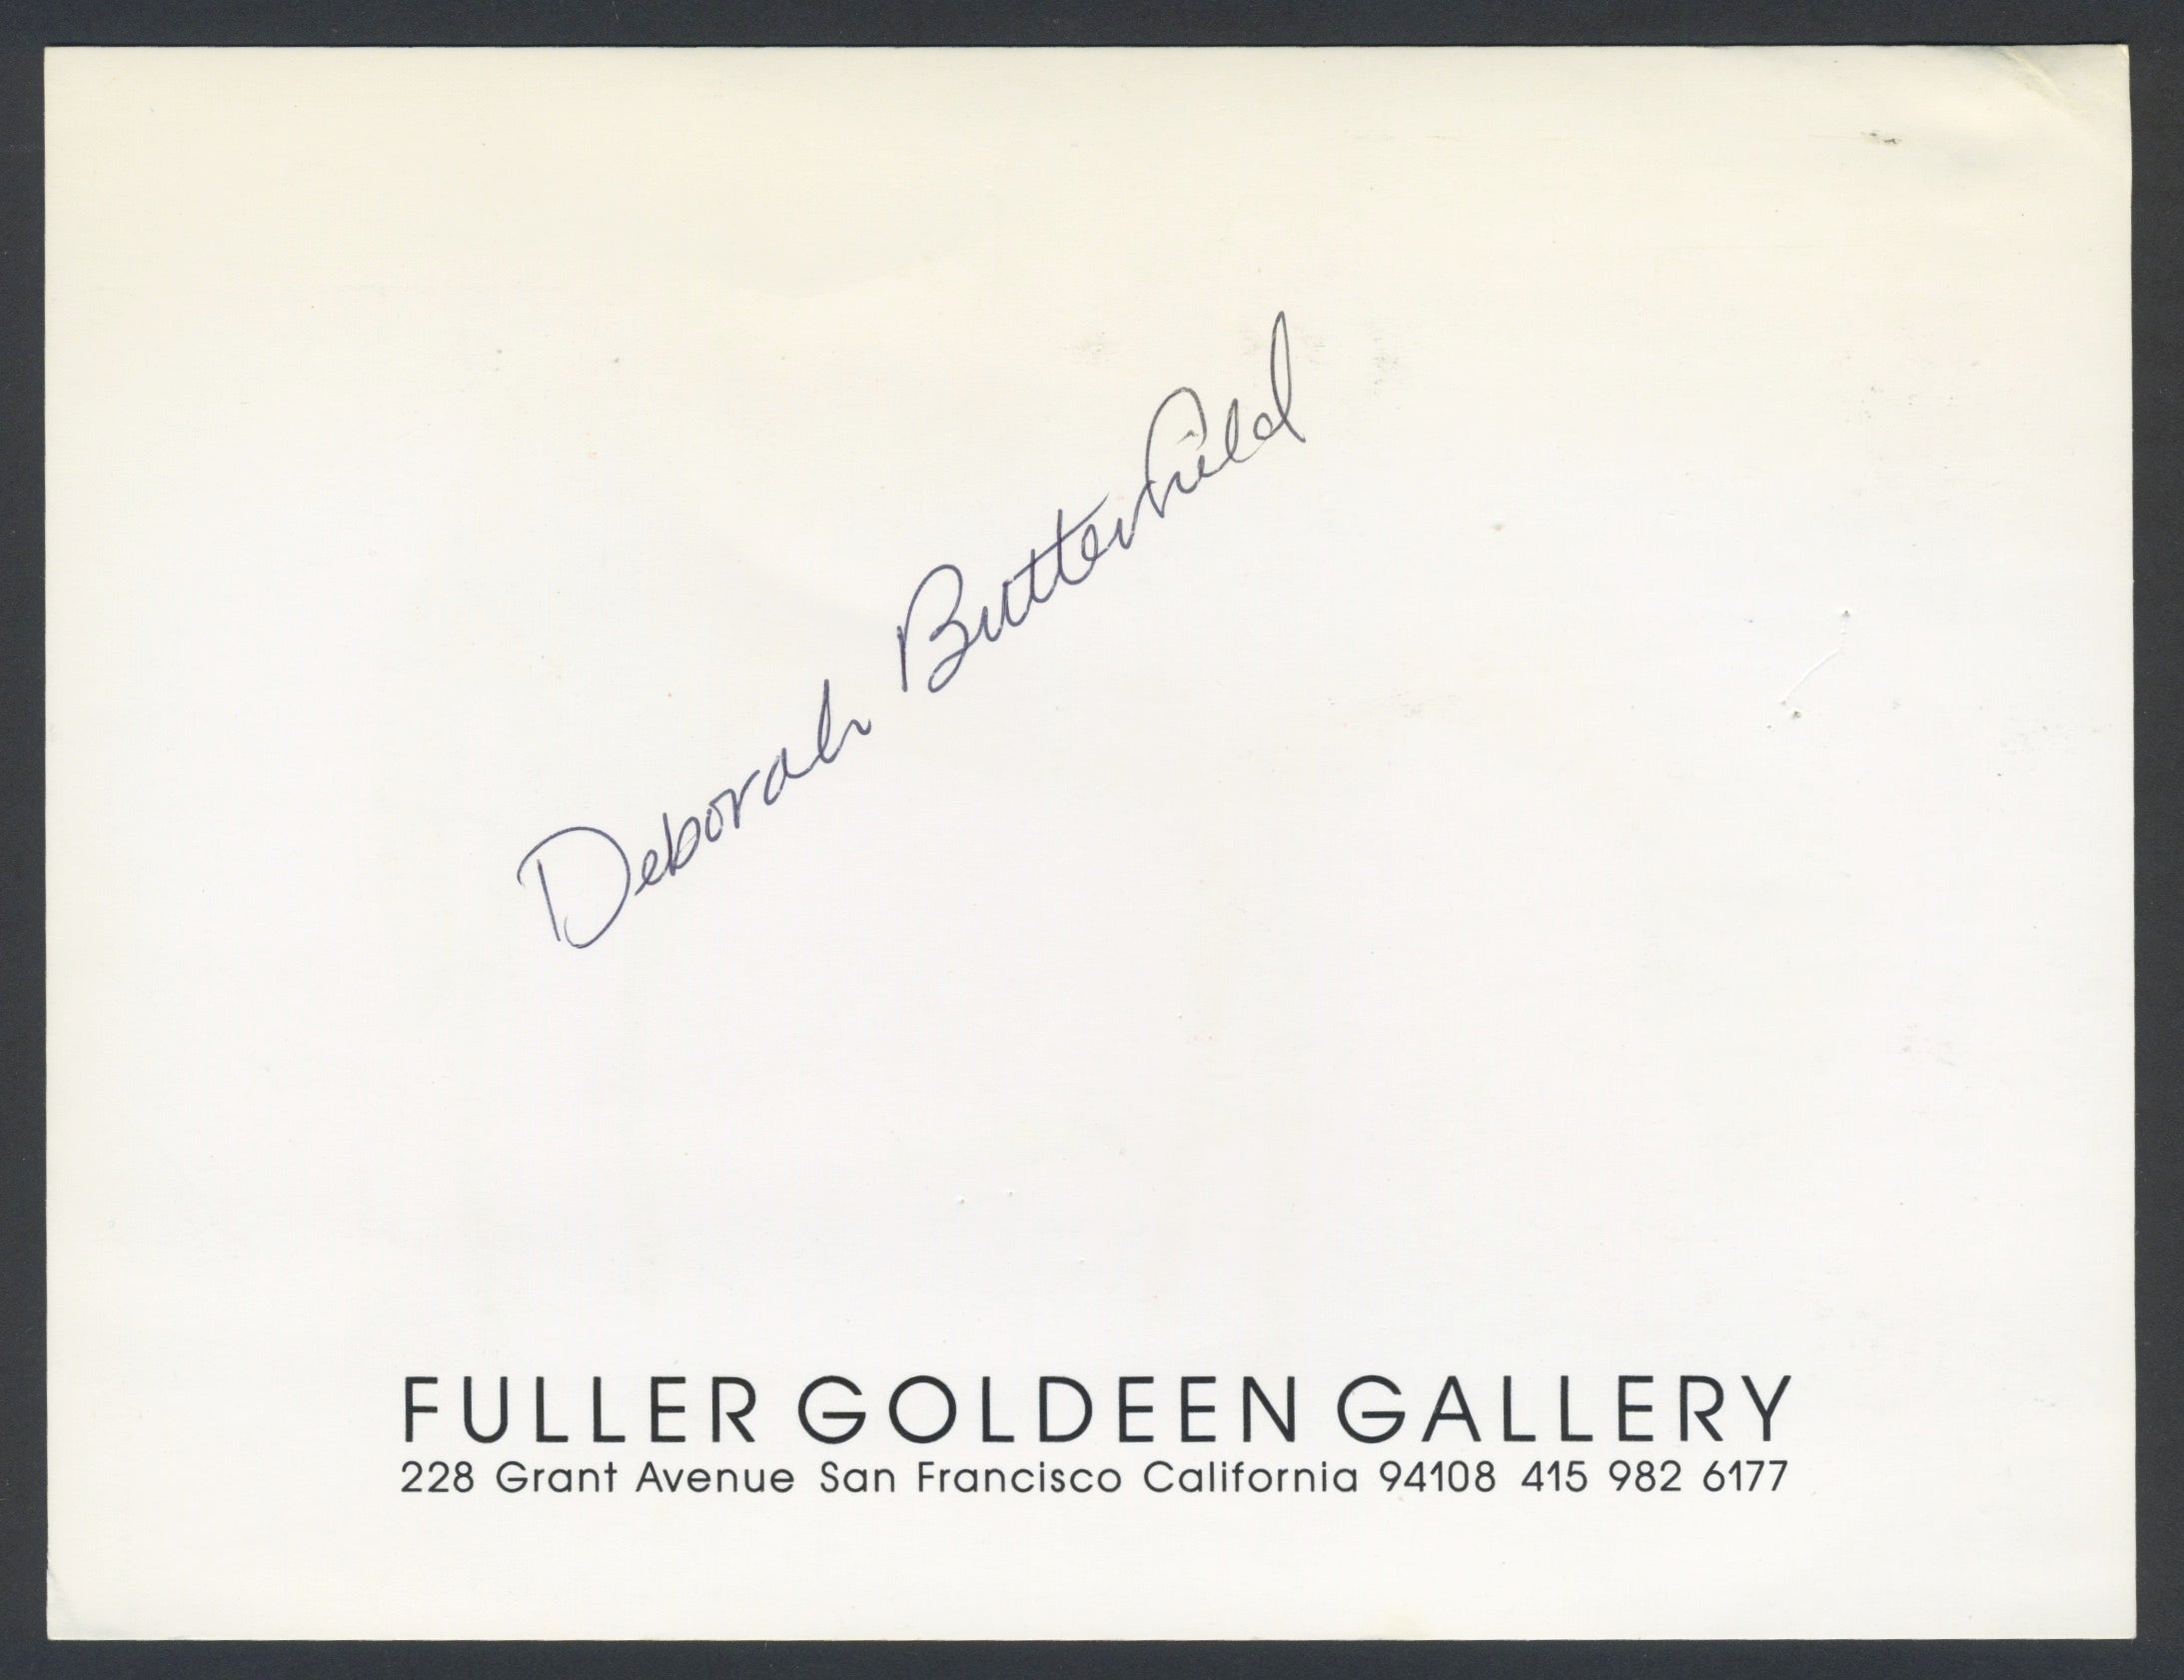 Deborah Butterfield
FULLER GOLDEEN GALLERY
228 Grant Avenue San Francisco California 94108 415 982 6177